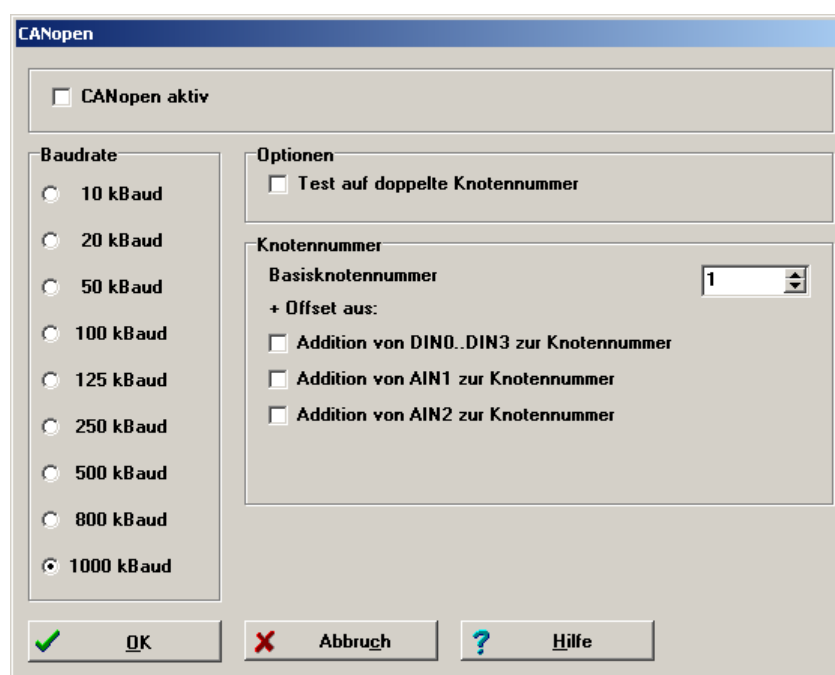 CANopen
CANopen aktiv
Baudrate
10 kBaud
20 kBaud
50 kBaud
100 kBaud
125 kBaud
250 kBaud
500 kBaud
800 kBaud
1000 kBaud
Optionen
Test auf doppelte Knotennummer
Knotennummer
Basisknotennummer 1
+ Offset aus:
Addition von DIN0..DIN3 zur Knotennummer
Addition von AIN1 zur Knotennummer
Addition von AIN2 zur Knotennummer
OK Abbruch Hilfe